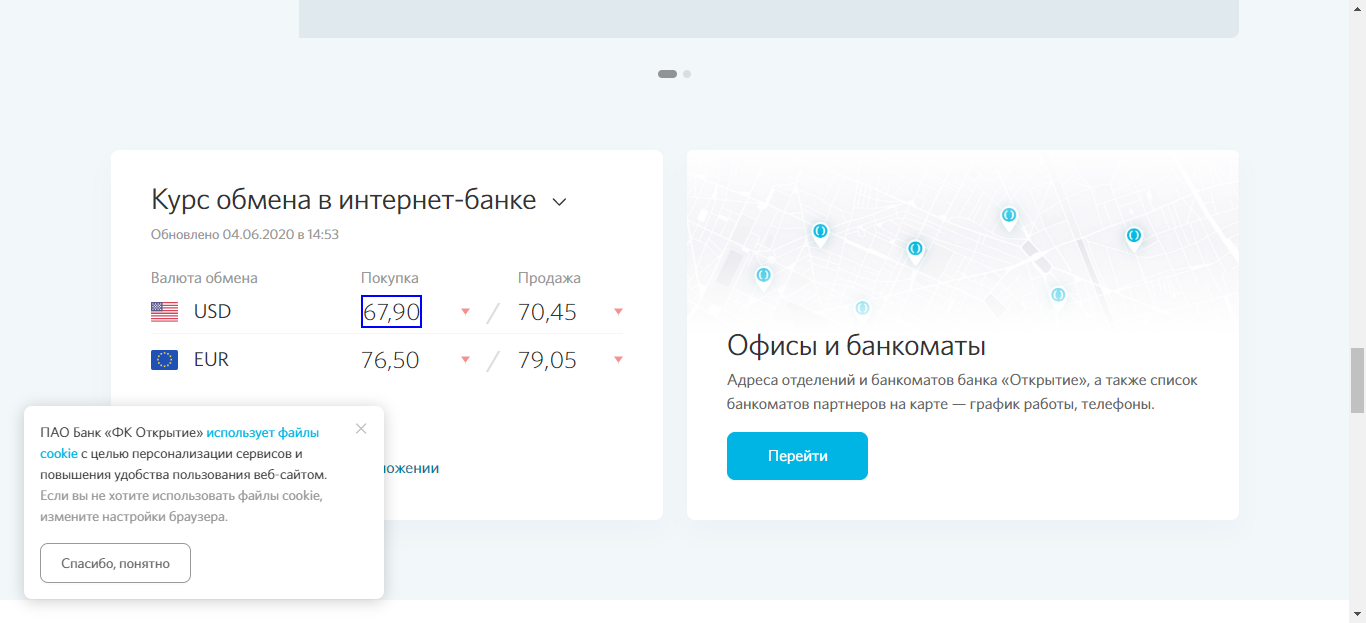 Курс обмена в интернет-банке
Обновлено 04.06.2020 в 14:53
Валюта обмена Покупка Продажа
USD 67,90 / 70,45
EUR 76,50 / 79,05
ПАО Банк «ФК Открытие» использует файлы
cookie с целью персонализации сервисов и
повышения удобства пользования веб-сайтом.
Если вы не хотите использовать файлы cookie,
измените настройки браузера.
Спасибо, понятно
Офисы и банкоматы
Адреса отделений и банкоматов банка «Открытие», а также список
банкоматов партнеров на карте — график работы, телефоны.
Перейти